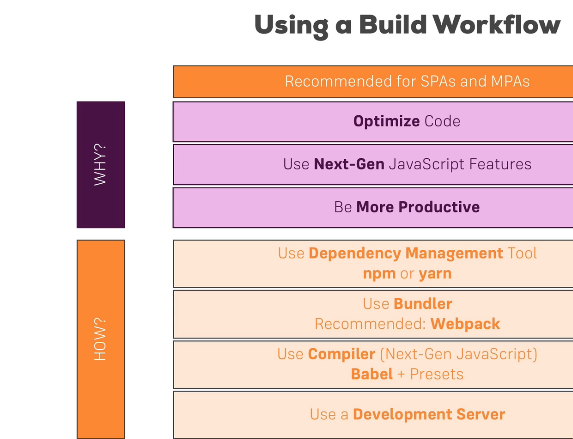 Using a Build Workflow
Recommended for SPAs and MPAs
WHY?
Optimize Code
Use Next-Gen JavaScript Features
Be More Productive
HOW?
Use Dependency Management Tool
npm or yarn
Use Bundler
Recommended: Webpack
Use Compiler (Next-Gen JavaScript)
Babel + Presets
Use a Development Server